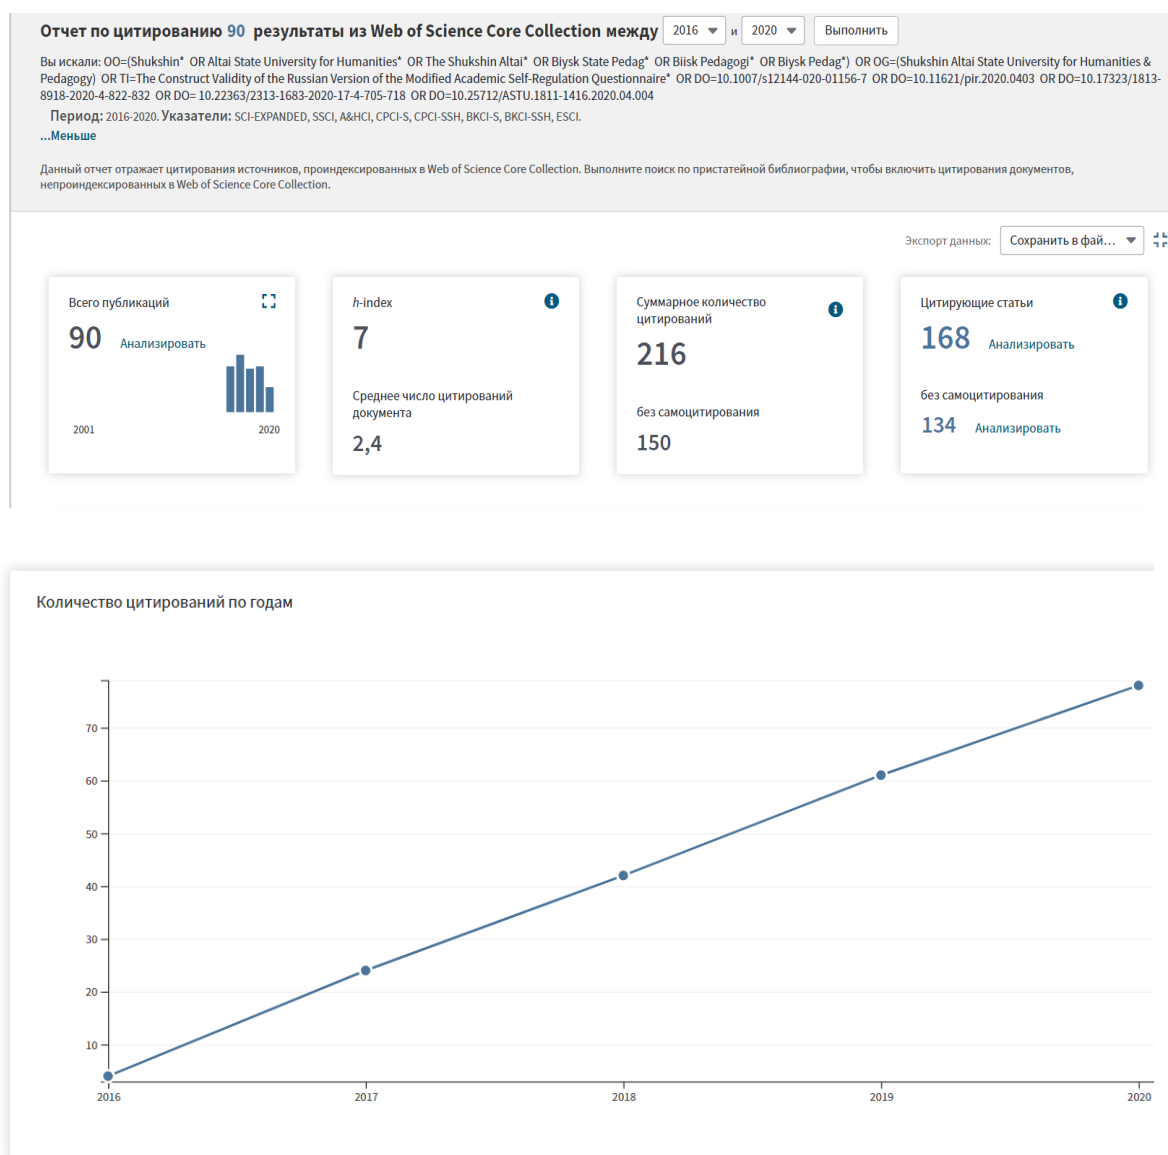 Отчет по цитированию 90 результаты из Web of Science Core Collection между 2016 и 2020 Выполнить
Вы искали: OO=(Shukshin* OR Altai State University for Humanities* OR The Shukshin Altai* OR Biysk State Pedag* OR Biisk Pedagogi* OR Biysk Pedag*) OR OG=(Shukshin Altai State University for Humanities &
Pedagogy) OR TI=The Construct Validity of the Russian Version of the Modified Academic Self-Regulation Questionnaire* OR DO=10.1007/s12144-020-01156-7 OR DO=10.11621/pir.2020.0403 OR DO=10.17323/1813-
8918-2020-4-822-832 OR DO= 10.22363/2313-1683-2020-17-4-705-718 OR DO=10.25712/ASTU.1811-1416.2020.04.004
Период: 2016-2020. Указатели: SCI-EXPANDED, SSCI, A&HCI, CPCI-S, CPCI-SSH, BKCI-S, BKCI-SSH, ESCI.
...Меньше
Данный отчет отражает цитирования источников, проиндексированных в Web of Science Core Collection. Выполните поиск по пристатейной библиографии, чтобы включить цитирования документов,
непроиндексированных в Web of Science Core Collection.
Экспорт данных: Сохранить в фай...
Всего публикаций
90 Анализировать
2001 2020
h-index
7
Среднее число цитирований
документа
2,4
Суммарное количество
цитирований
216
без самоцитирования
150
Цитирующие статьи
168 Анализировать
без самоцитирования
134 Анализировать
Количество цитирований по годам
70
60
50
40
30
20
10
2016 2017 2018 2019 2020